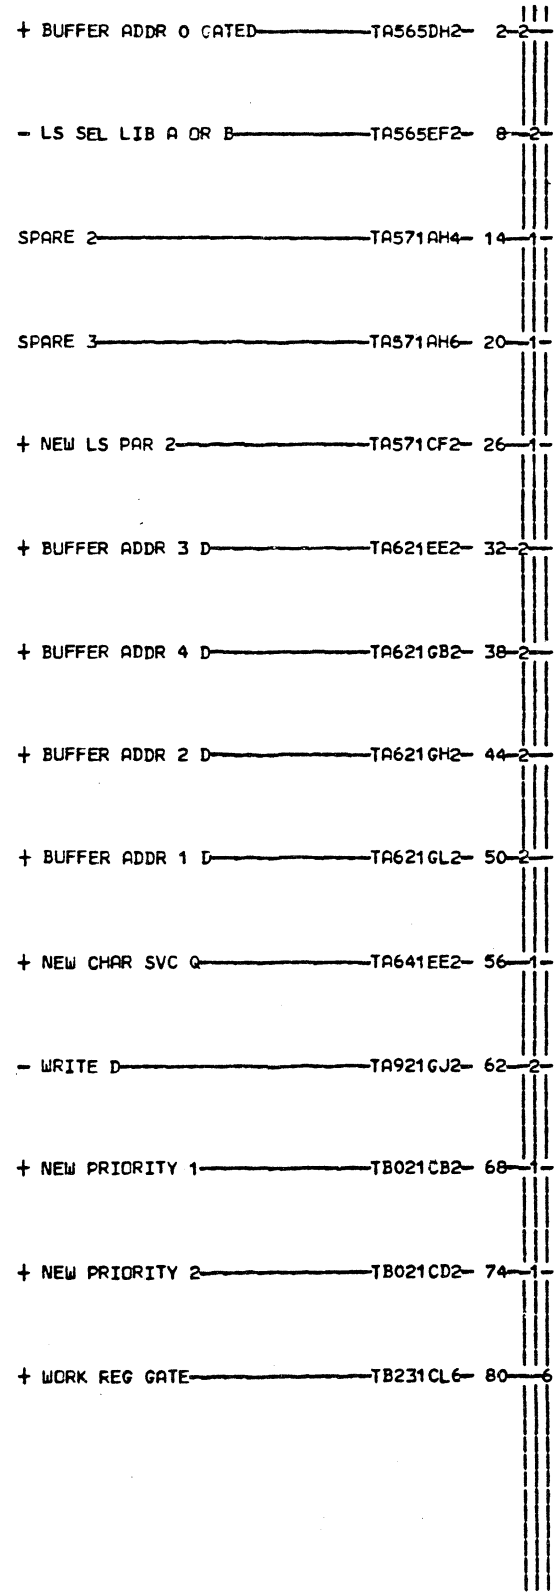 + BUFFER ADDR 0 GATED TA565DH2- 2 2
- LS SEL LIB A OR B TA565EF2- 8 2
SPARE 2 TA571AH4- 14 1
SPARE 3 TA571AH6- 20 1
+ NEW LS PAR 2 TA571CF2- 26 1
+ BUFFER ADDR 3 D TA621EE2- 32 2
+ BUFFER ADDR 4 D TA621GB2- 38 2
+ BUFFER ADDR 2 D TA621GH2- 44 2
+ BUFFER ADDR 1 D TA621GL2- 50 2
+ NEW CHAR SVC Q TA641EE2- 56 1
- WRITE D TA921GJ2- 62 2
+ NEW PRIORITY 1 TB021CB2- 68 1
+ NEW PRIORITY 2 TB021CD2- 74 1
+ WORK REG GATE TB231CL6- 80 6